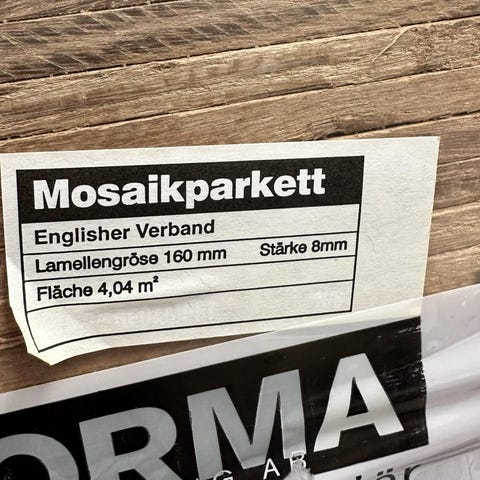 Mosaikparkett
Englisher Verband
Lamellengröse 160 mm Stärke 8mm
Fläche 4,04 m²
ORMA